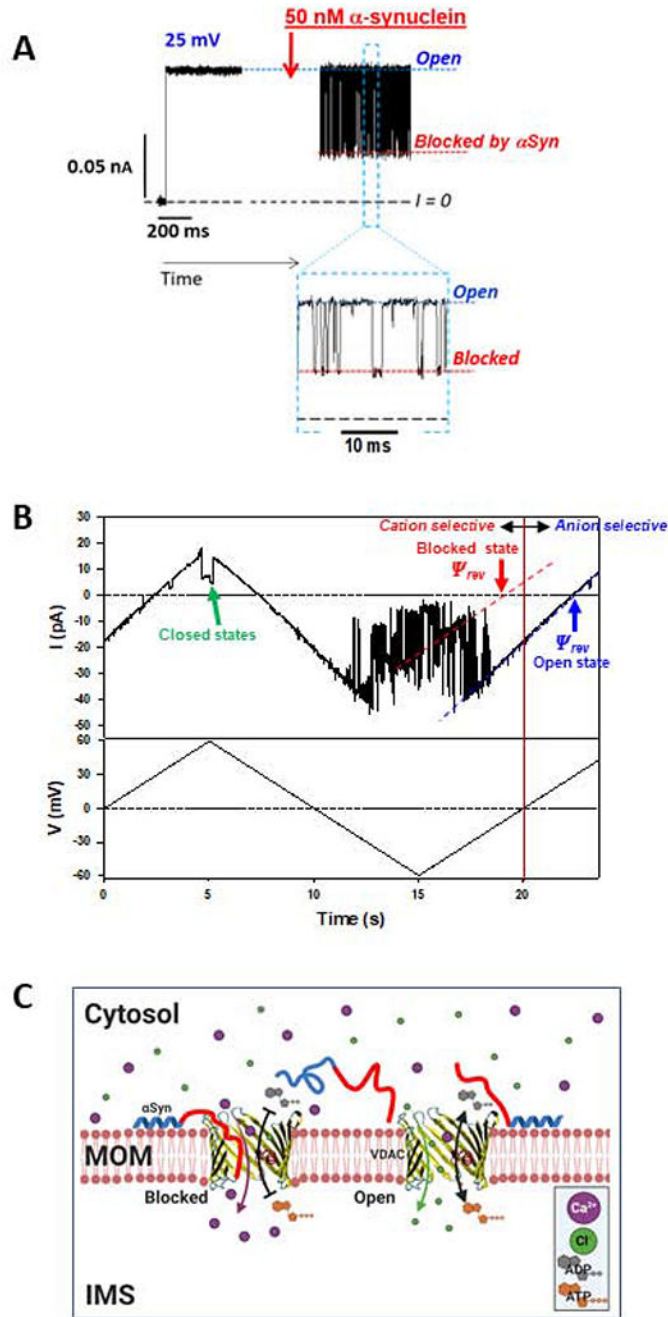 A
50 nM α-synuclein
25 mV
Open
Blocked by αSyn
0.05 nA
I = 0
200 ms
Time
Open
Blocked
10 ms
B
30
20
10
0
-10
-20
-30
-40
-50
I (pA)
Cation selective
Anion selective
Blocked state
Ψrev
Closed states
Ψrev
Open state
60
30
0
-30
-60
V (mV)
0 5 10 15 20
Time (s)
C
Cytosol
αSyn
MOM
VDAC
Blocked
Open
IMS
Ca²⁺
Cl⁻
ADP
ATP